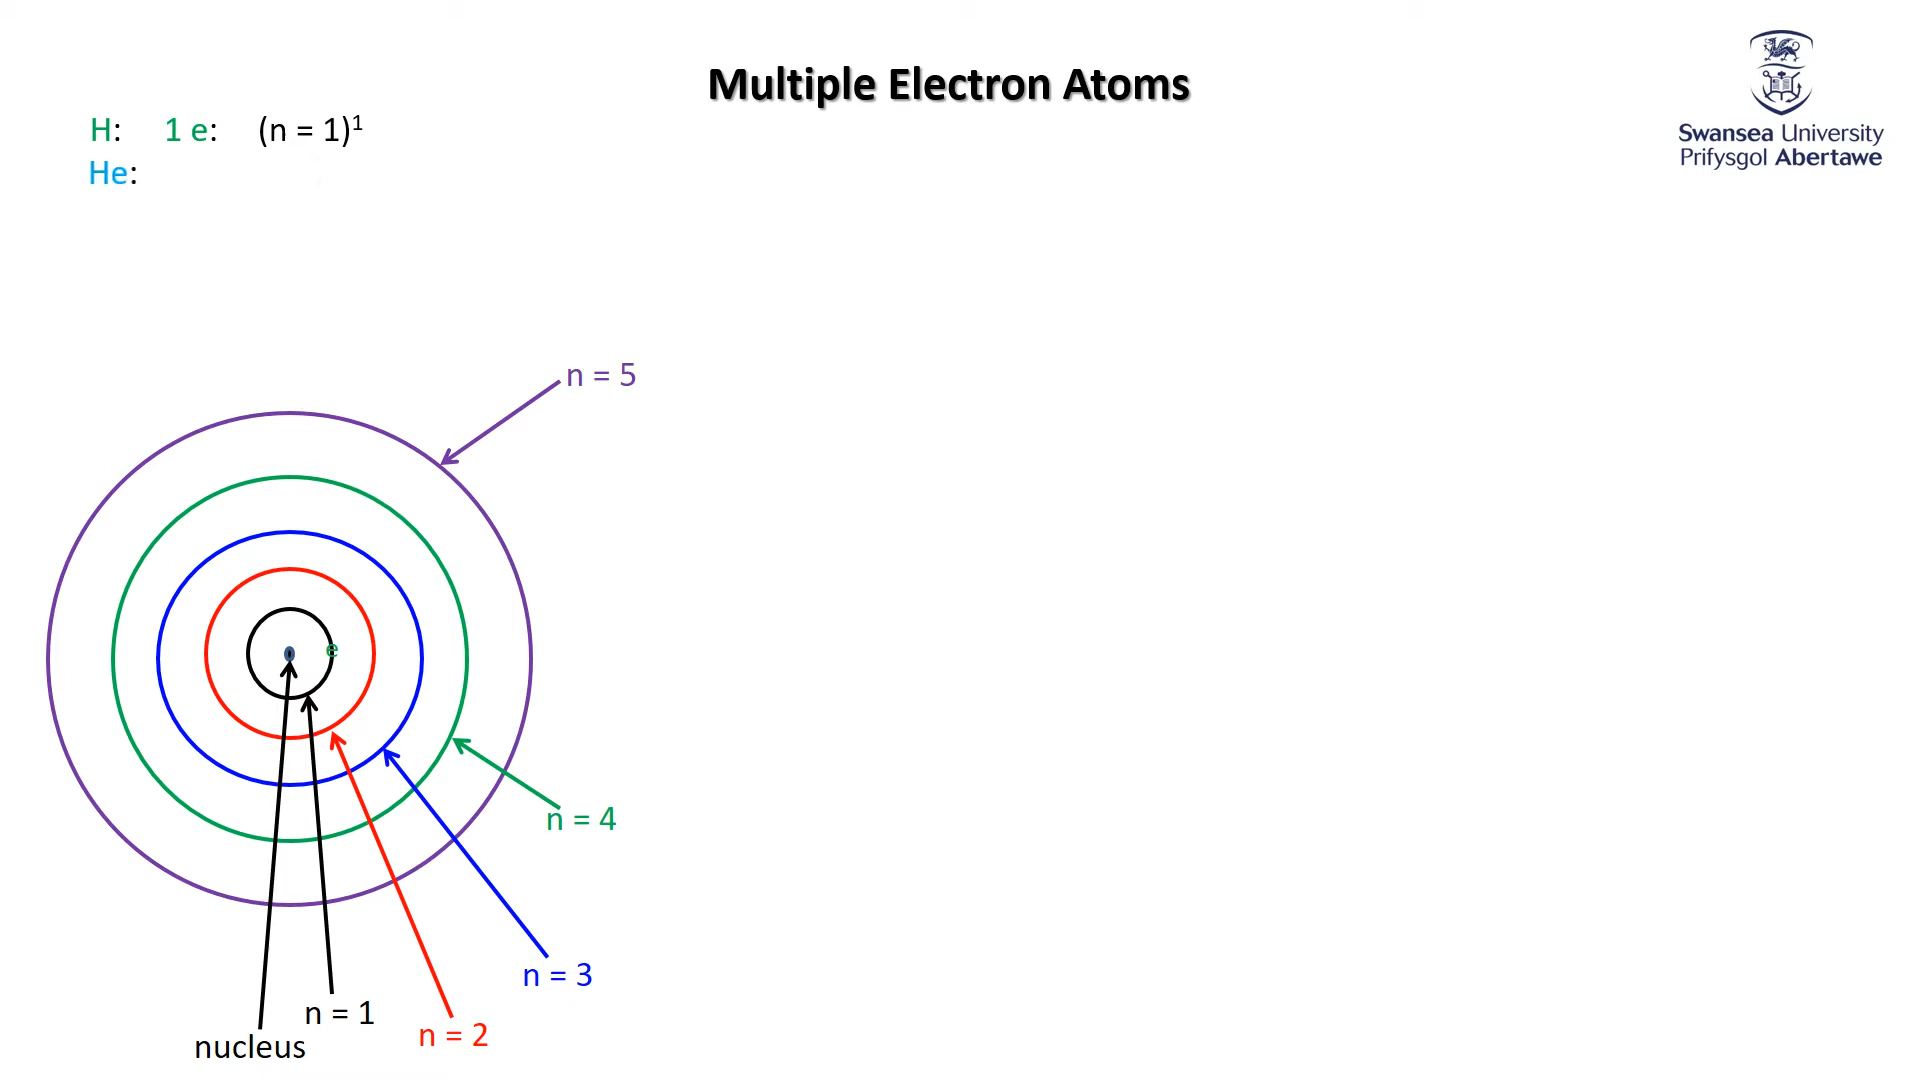 Multiple Electron Atoms
Swansea University
Prifysgol Abertawe
H: 1 e: (n = 1)¹
He:
n = 5
e
n = 4
n = 3
n = 1
n = 2
nucleus